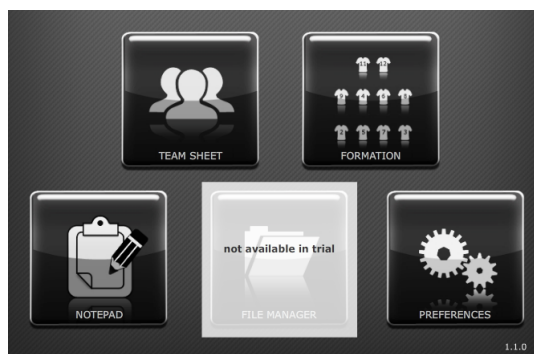 TEAM SHEET
FORMATION
NOTEPAD
not available in trial
FILE MANAGER
PREFERENCES
1.1.0